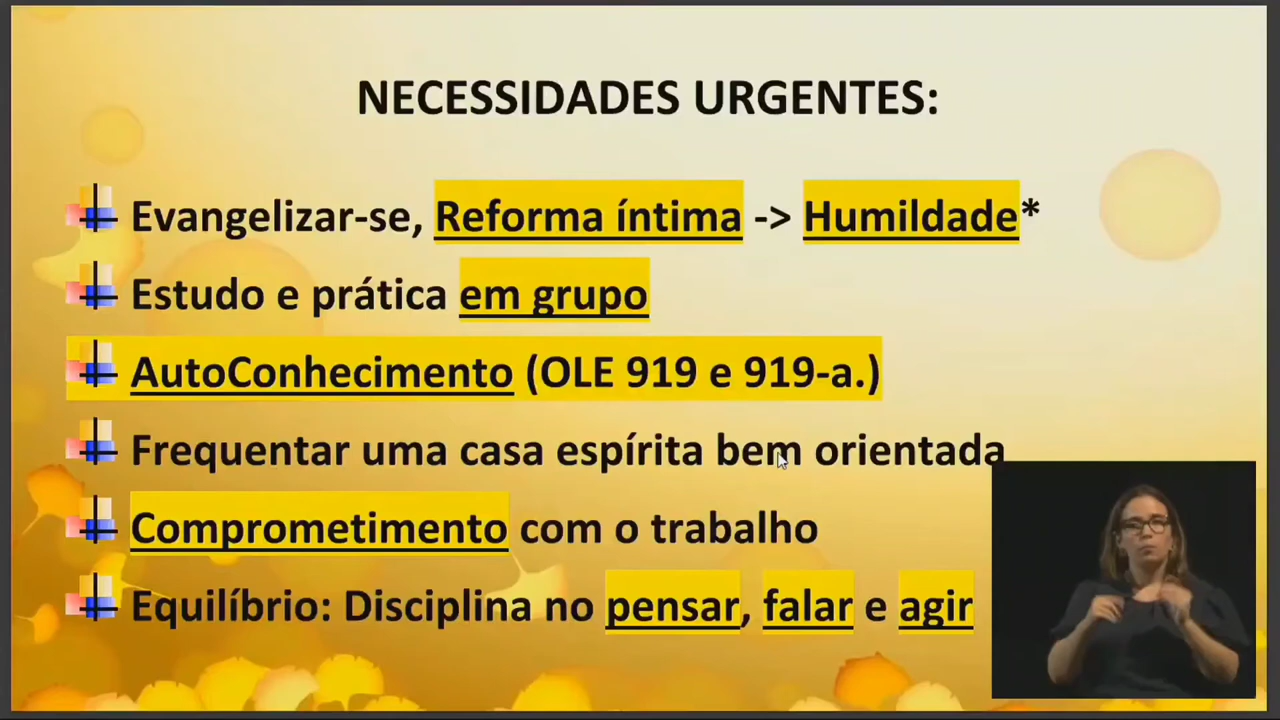 NECESSIDADES URGENTES:
Evangelizar-se, Reforma íntima -> Humildade*
Estudo e prática em grupo
AutoConhecimento (OLE 919 e 919-a.)
Frequentar uma casa espírita bem orientada
Comprometimento com o trabalho
Equilíbrio: Disciplina no pensar, falar e agir